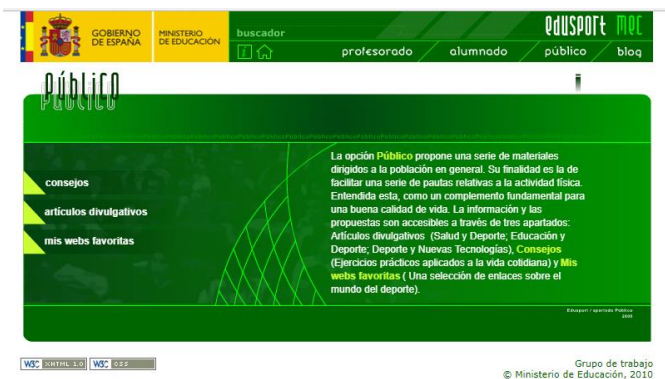 GOBIERNO
DE ESPAÑA
MINISTERIO
DE EDUCACIÓN
buscador
edusport mec
profesorado
alumnado
público
blog
Público
i
consejos
artículos divulgativos
mis webs favoritas
La opción Público propone una serie de materiales
dirigidos a la población en general. Su finalidad es la de
facilitar una serie de pautas relativas a la actividad física.
Entendida esta, como un complemento fundamental para
una buena calidad de vida. La información y las
propuestas son accesibles a través de tres apartados:
Artículos divulgativos (Salud y Deporte; Educación y
Deporte; Deporte y Nuevas Tecnologías), Consejos
(Ejercicios prácticos aplicados a la vida cotidiana) y Mis
webs favoritas ( Una selección de enlaces sobre el
mundo del deporte).
Edusport / apartado Público
W3C XHTML 1.0
W3C CSS
Grupo de trabajo
© Ministerio de Educación, 2010